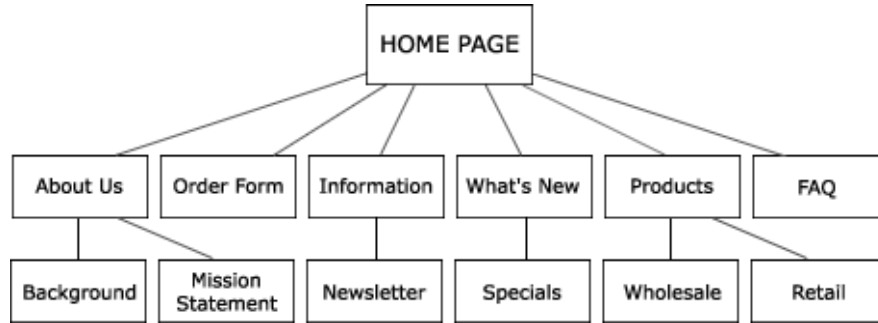 HOME PAGE
About Us
Order Form
Information
What's New
Products
FAQ
Background
Mission
Statement
Newsletter
Specials
Wholesale
Retail